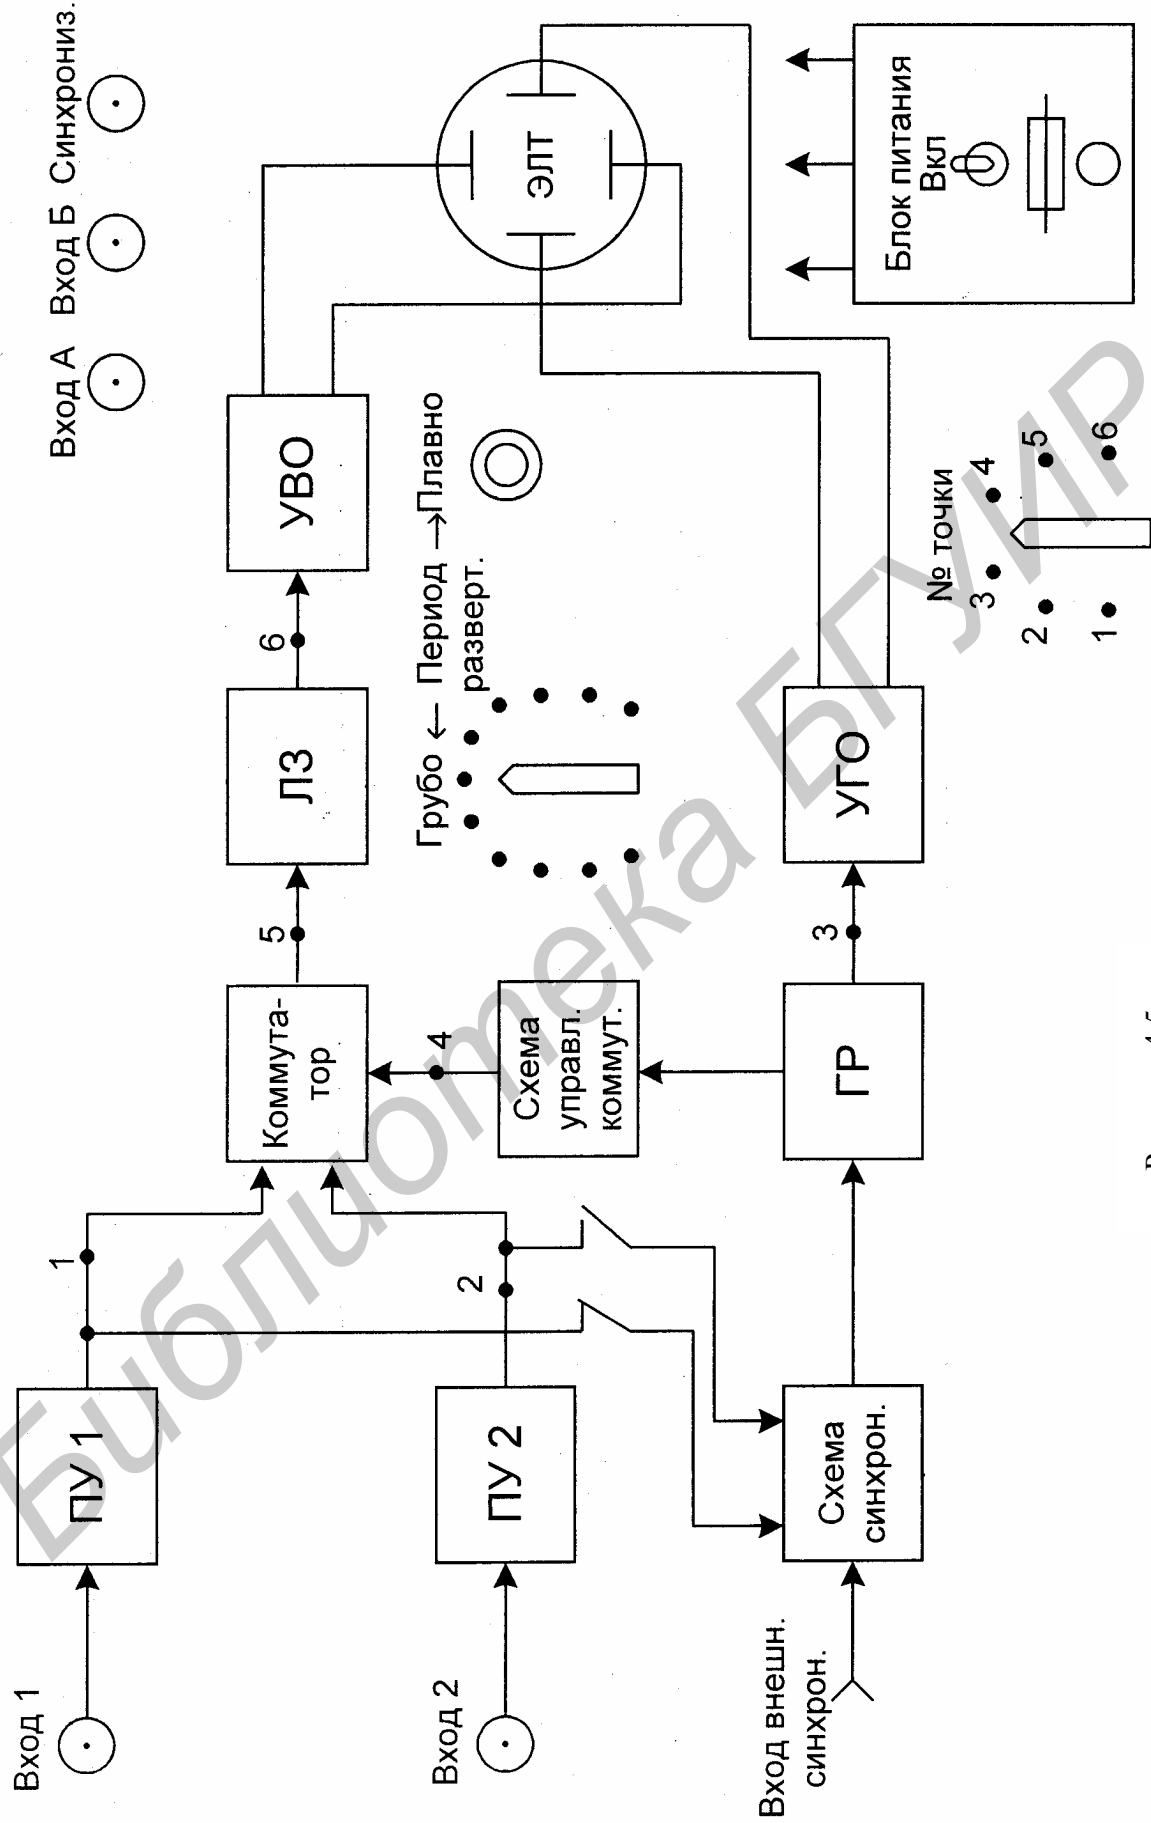 Вход 1
ПУ 1
1
Коммута-
тор
5
ЛЗ
6
УВО
Вход А
Вход Б
Синхрониз.
Вход 2
ПУ 2
2
4
Схема
управл.
коммут.
Грубо ← Период → Плавно
разверт.
ЭЛТ
Вход внешн.
синхрон.
Схема
синхрон.
ГР
3
УГО
№ точки
1
2
3
4
5
6
Блок питания
Вкл
Библиотека БГУИР